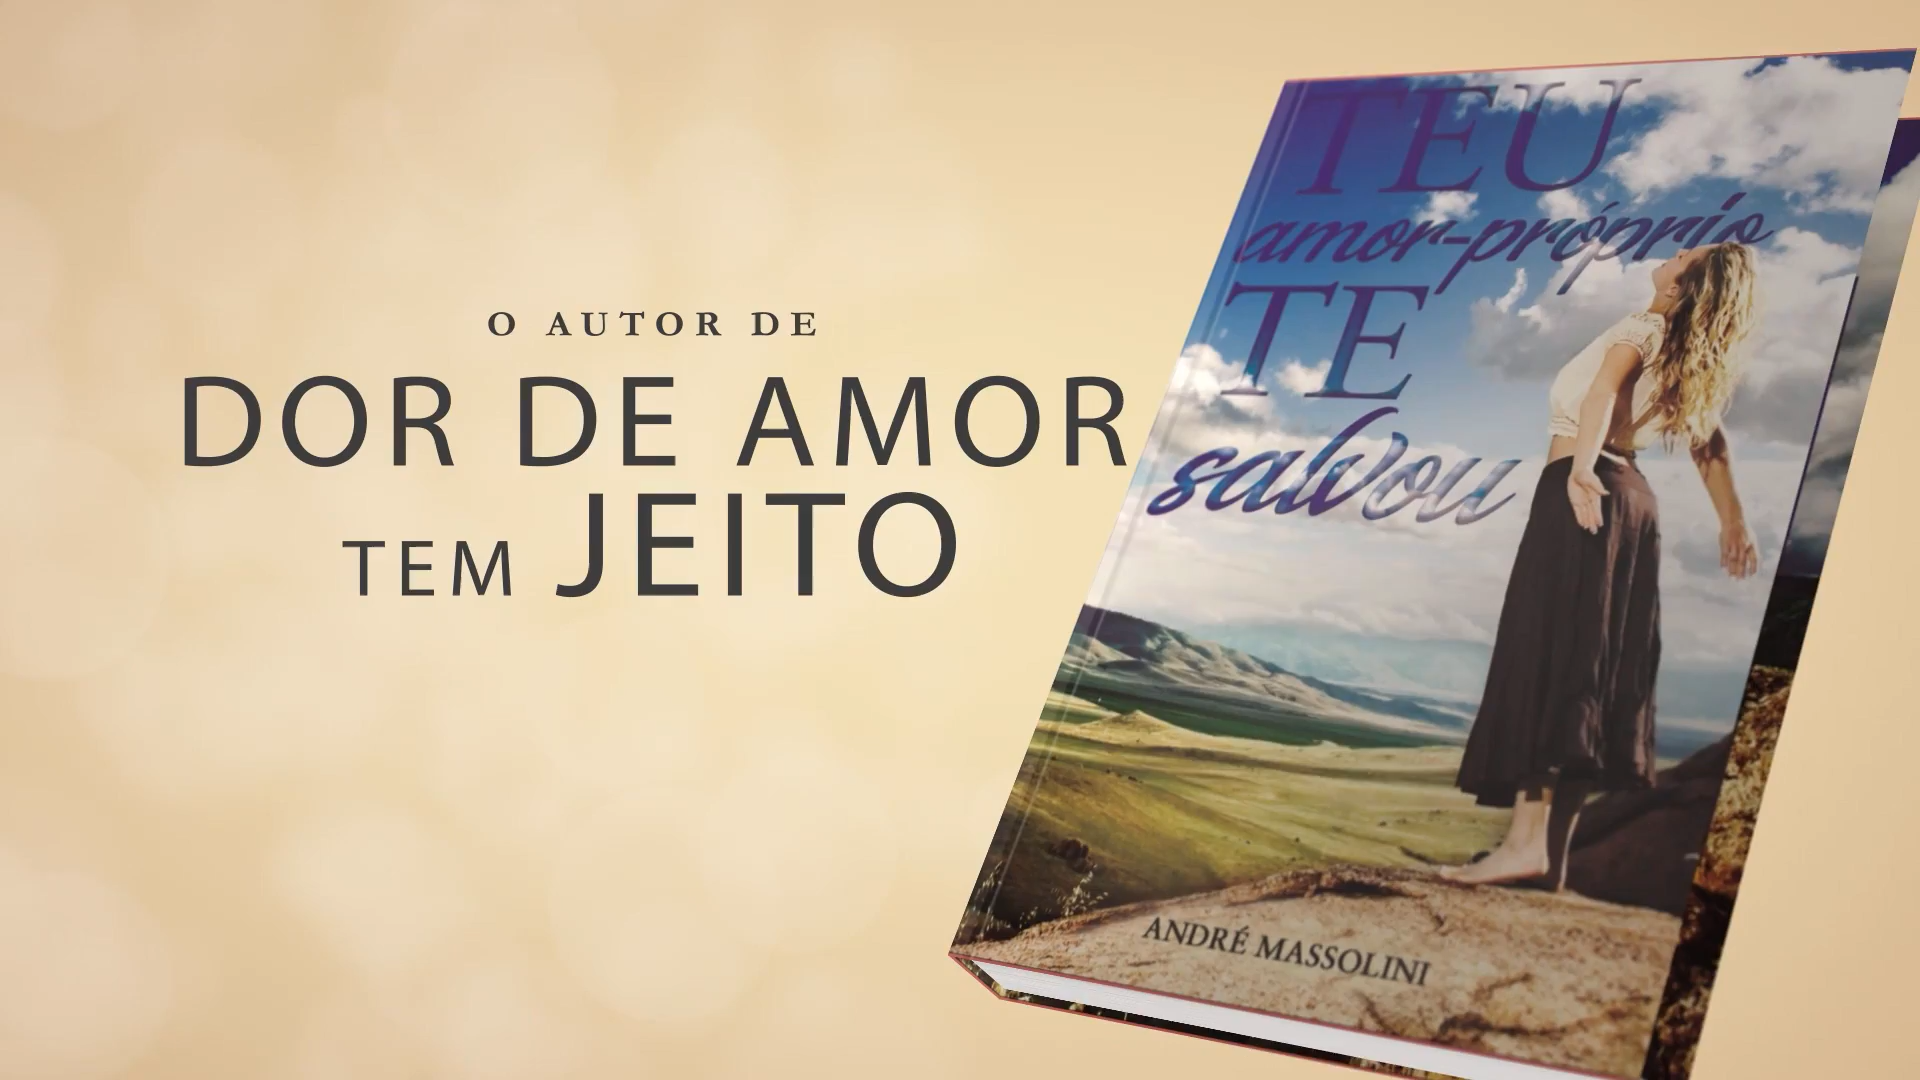 O AUTOR DE
DOR DE AMOR
TEM JEITO
TEU
amor-próprio
TE
salvou
ANDRÉ MASSOLINI